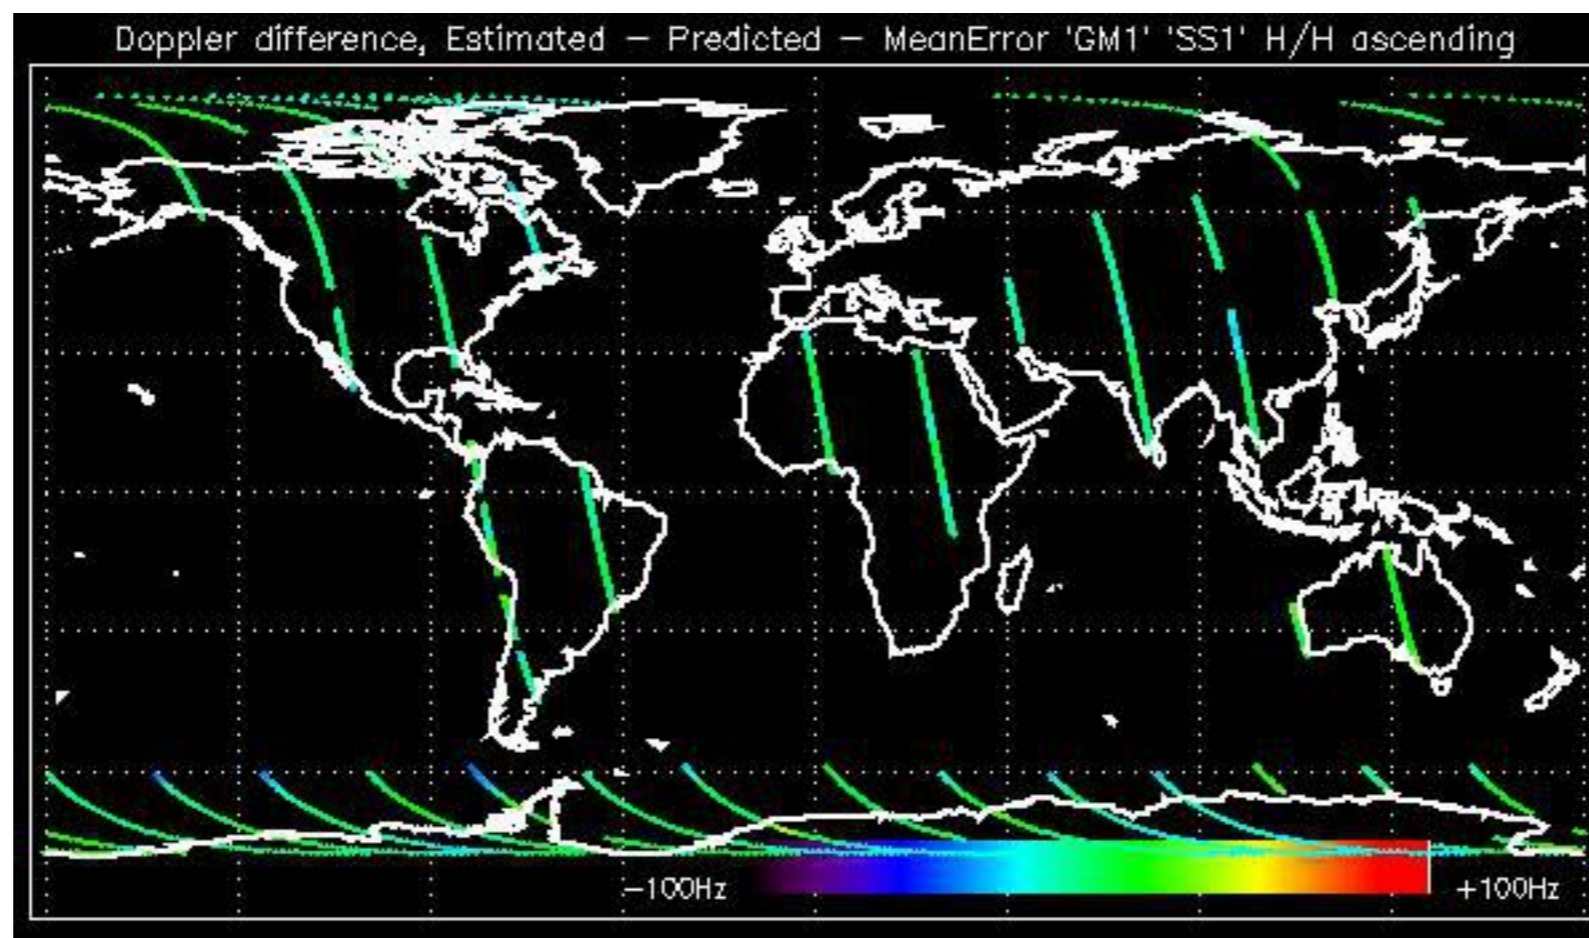 Doppler difference, Estimated – Predicted – MeanError 'GM1' 'SS1' H/H ascending
–100Hz +100Hz